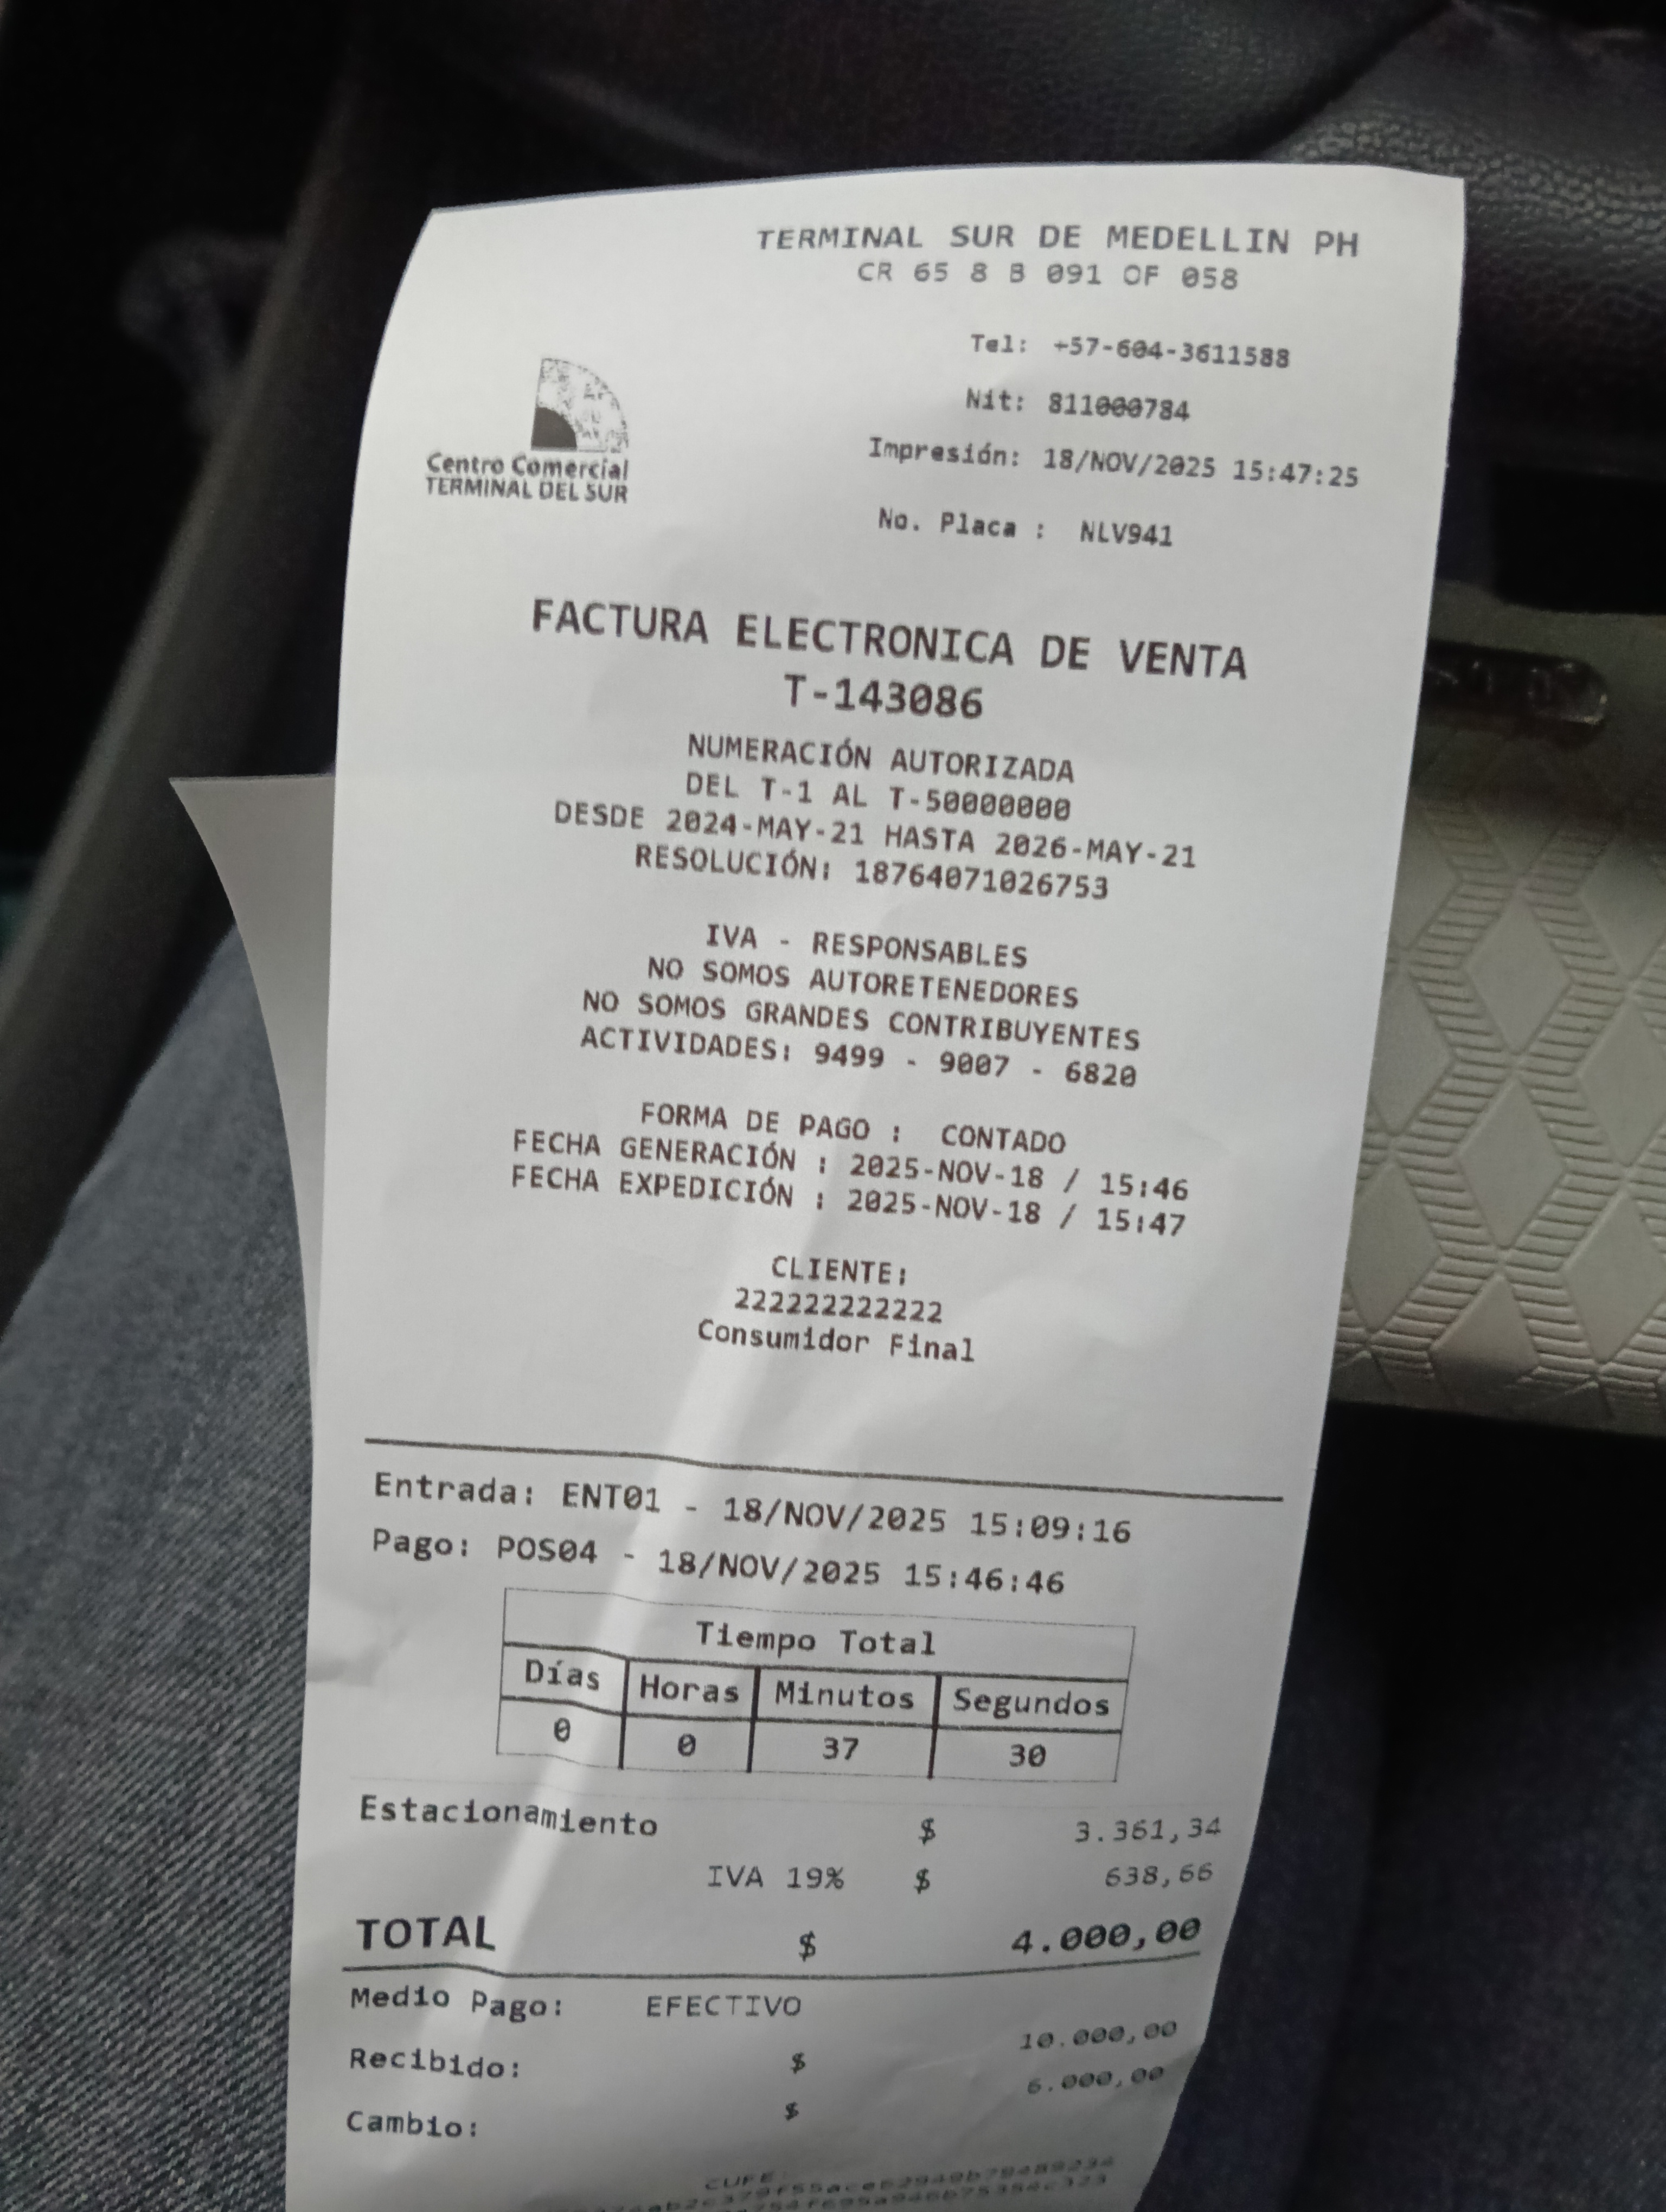 TERMINAL SUR DE MEDELLIN PH
CR 65 8 B 091 OF 058
Tel: +57-604-3611588
Nit: 811000784
Centro Comercial
TERMINAL DEL SUR
Impresión: 18/NOV/2025 15:47:25
No. Placa : NLV941
FACTURA ELECTRONICA DE VENTA
T-143086
NUMERACIÓN AUTORIZADA
DEL T-1 AL T-50000000
DESDE 2024-MAY-21 HASTA 2026-MAY-21
RESOLUCIÓN: 18764071026753
IVA - RESPONSABLES
NO SOMOS AUTORETENEDORES
NO SOMOS GRANDES CONTRIBUYENTES
ACTIVIDADES: 9499 - 9007 - 6820
FORMA DE PAGO : CONTADO
FECHA GENERACIÓN : 2025-NOV-18 / 15:46
FECHA EXPEDICIÓN : 2025-NOV-18 / 15:47
CLIENTE:
222222222222
Consumidor Final
Entrada: ENT01 - 18/NOV/2025 15:09:16
Pago: POS04 - 18/NOV/2025 15:46:46
Tiempo Total
Días Horas Minutos Segundos
0 0 37 30
Estacionamiento $ 3.361,34
IVA 19% $ 638,66
TOTAL $ 4.000,00
Medio Pago: EFECTIVO
Recibido: $ 10.000,00
Cambio: $ 6.000,00
CUFE: